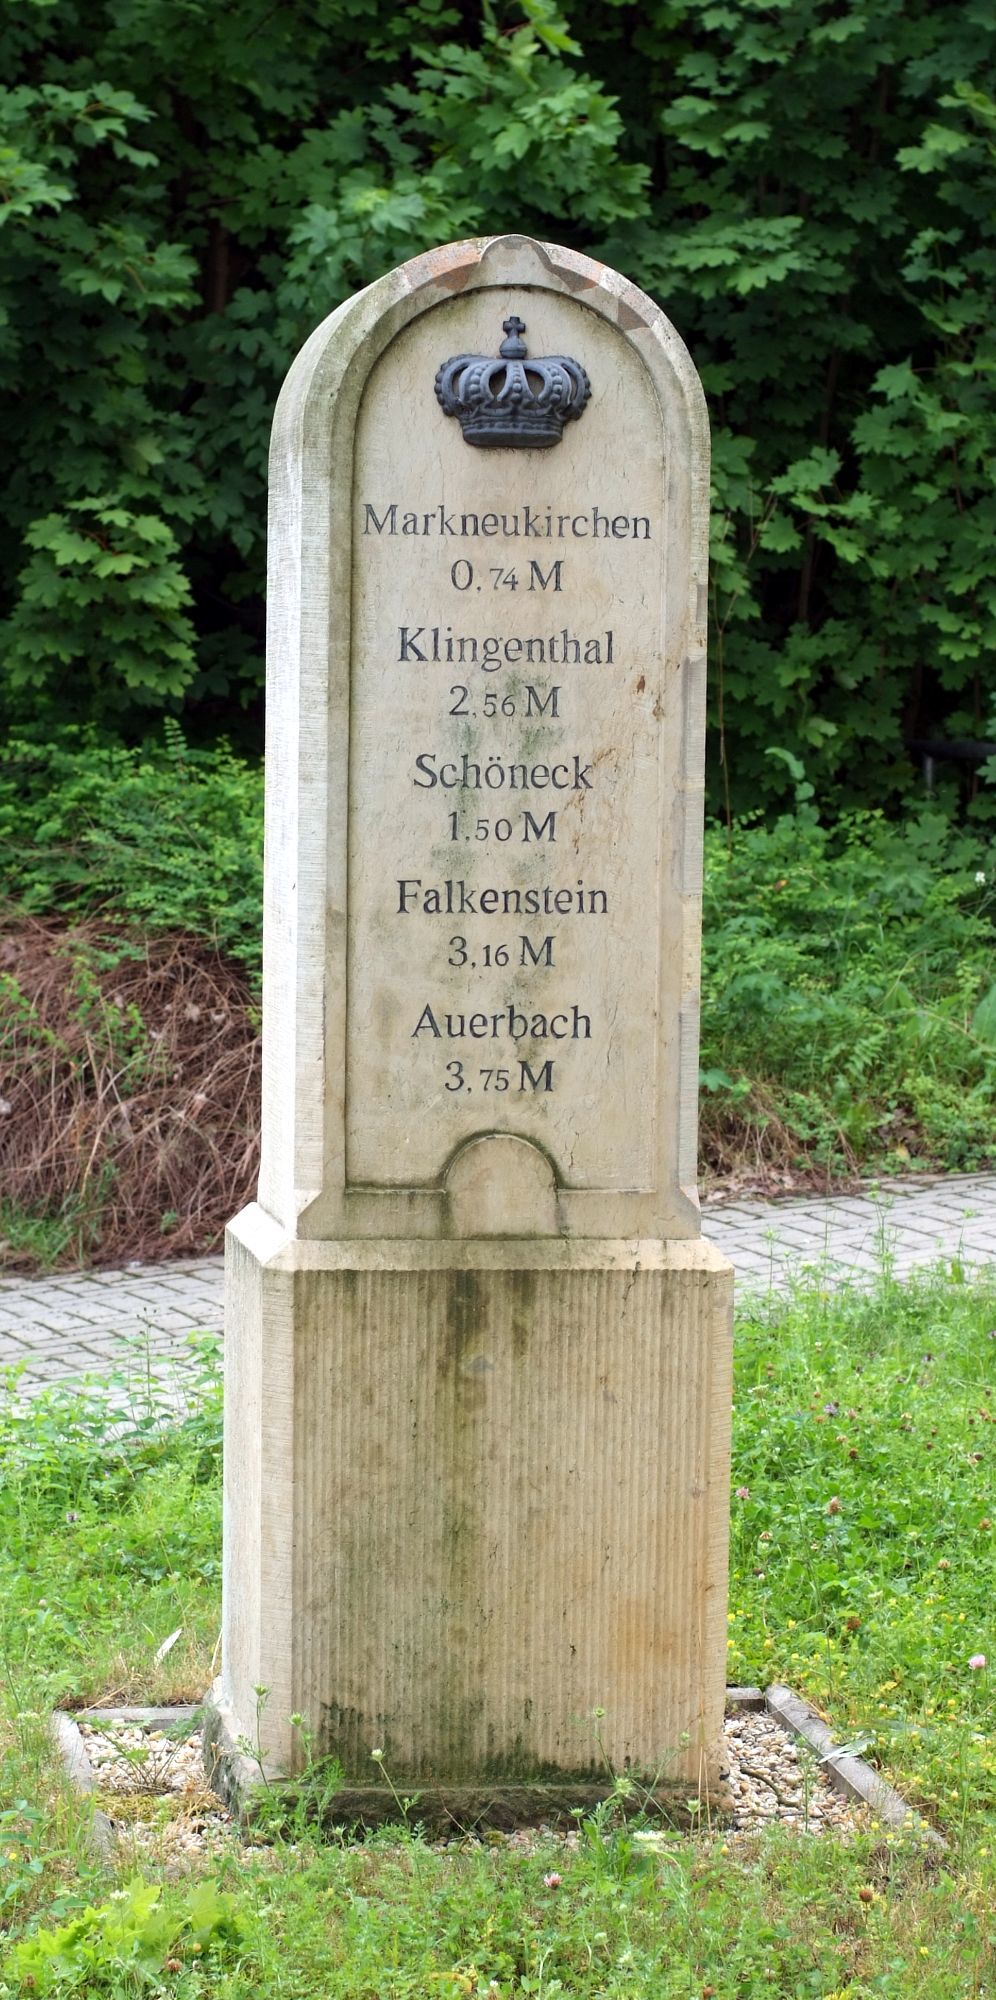 Markneukirchen
0,74 M
Klingenthal
2,56 M
Schöneck
1,50 M
Falkenstein
3,16 M
Auerbach
3,75 M